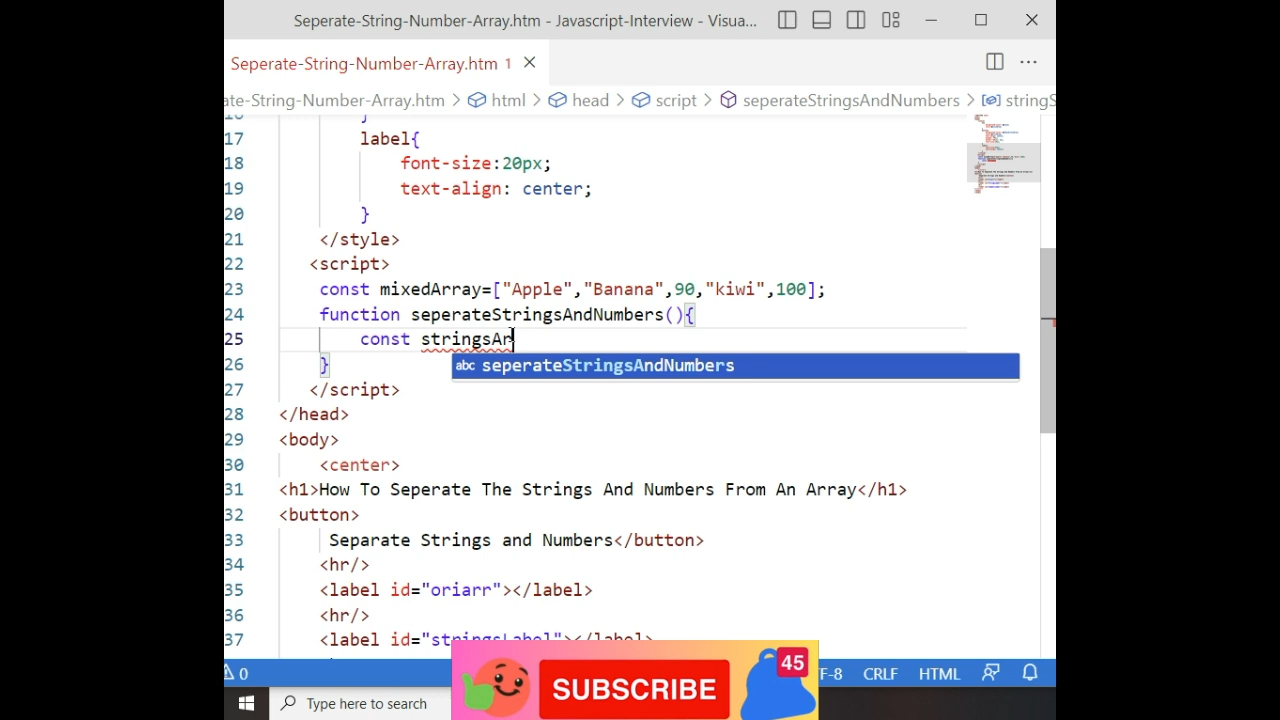 Seperate-String-Number-Array.htm - Javascript-Interview - Visua...
Seperate-String-Number-Array.htm 1
ate-String-Number-Array.htm > html > head > script > seperateStringsAndNumbers > stringS
17 label{
18 font-size:20px;
19 text-align: center;
20 }
21 </style>
22 <script>
23 const mixedArray=["Apple","Banana",90,"kiwi",100];
24 function seperateStringsAndNumbers(){
25 const stringsAr
abc seperateStringsAndNumbers
26 }
27 </script>
28 </head>
29 <body>
30 <center>
31 <h1>How To Seperate The Strings And Numbers From An Array</h1>
32 <button>
33 Separate Strings and Numbers</button>
34 <hr/>
35 <label id="oriarr"></label>
36 <hr/>
37 <label id="stringsLabel"></label>
0 F-8 CRLF HTML
45
SUBSCRIBE
Type here to search